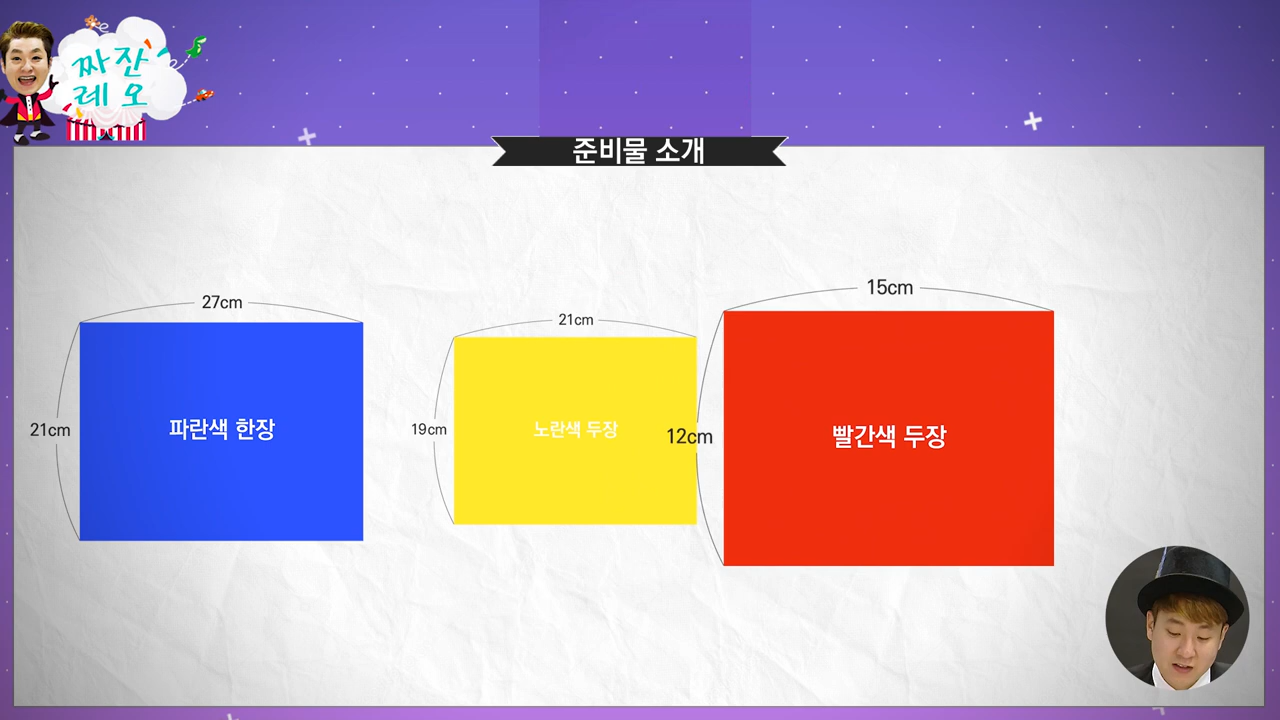 짜잔
레오
준비물 소개
27cm
21cm
파란색 한장
21cm
19cm
노란색 두장
15cm
12cm
빨간색 두장